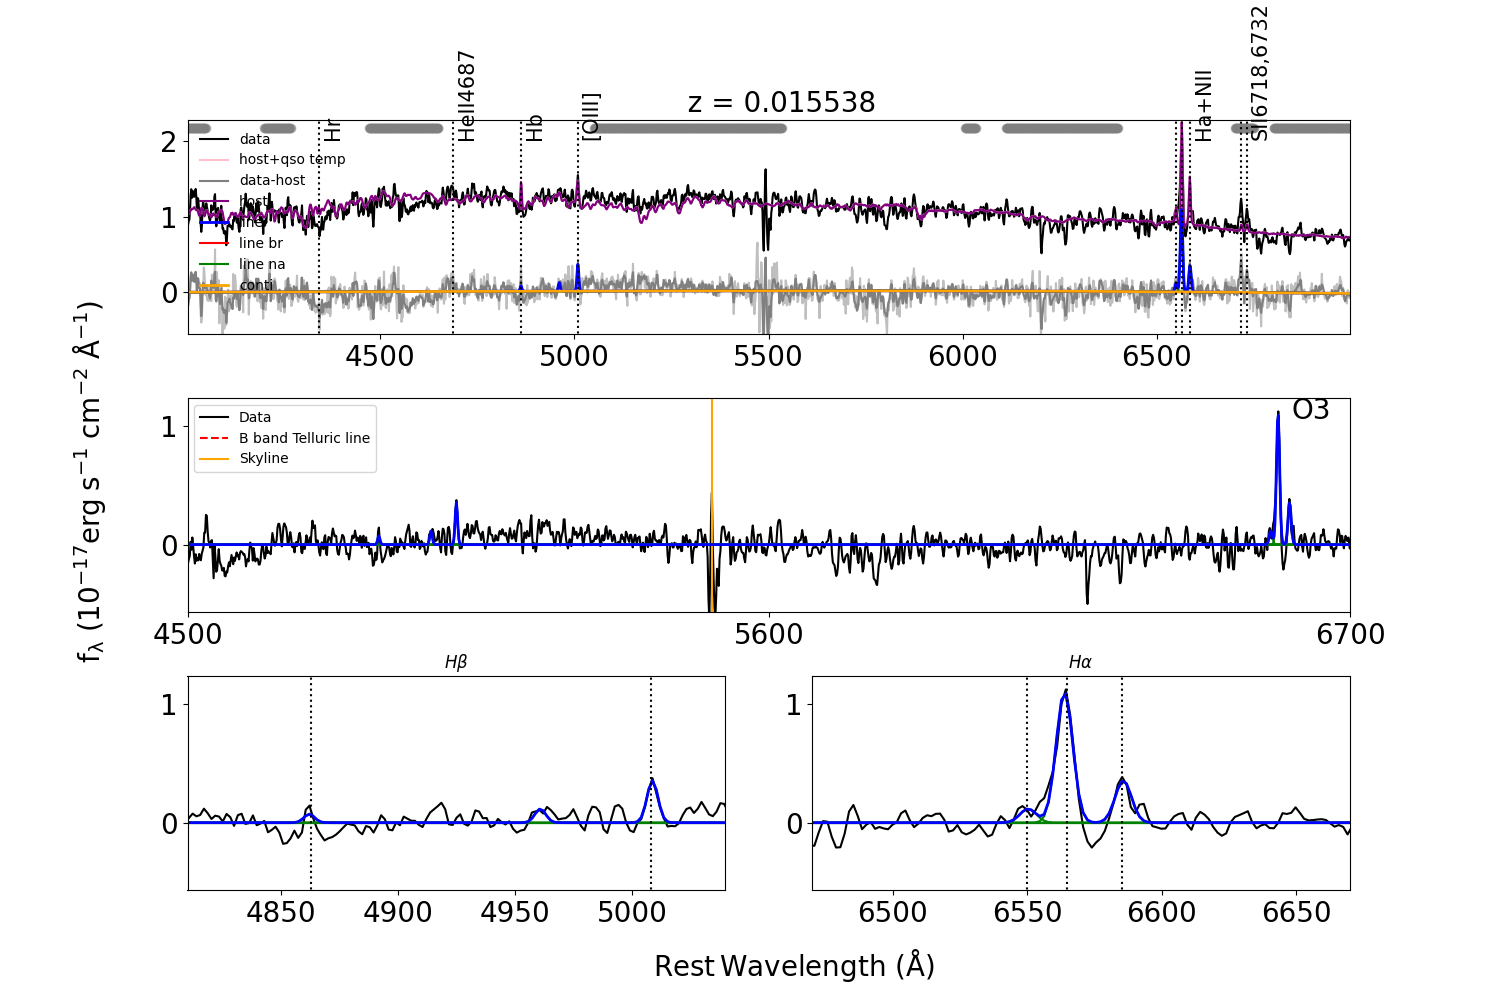 z = 0.015538
Hr
HeII4687
Hb
[OIII]
Ha+NII
SII6718,6732
data
host+qso temp
data-host
host
line
line br
line na
conti
2
1
0
4500 5000 5500 6000 6500
Data
B band Telluric line
Skyline
O3
1
0
4500 5600 6700
fλ (10⁻¹⁷erg s⁻¹ cm⁻² Å⁻¹)
Hβ
1
0
4850 4900 4950 5000
Hα
1
0
6500 6550 6600 6650
Rest Wavelength (Å)